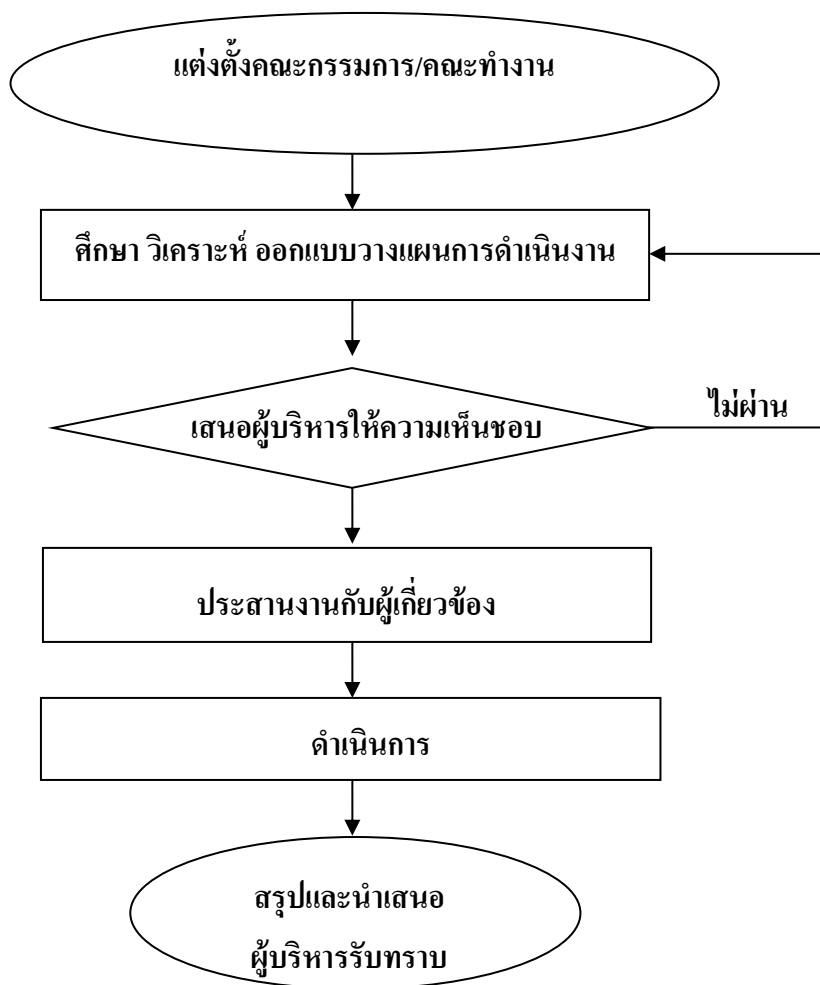 แต่งตั้งคณะกรรมการ/คณะทำงาน
ศึกษา วิเคราะห์ ออกแบบวางแผนการดำเนินงาน
เสนอผู้บริหารให้ความเห็นชอบ
ไม่ผ่าน
ประสานงานกับผู้เกี่ยวข้อง
ดำเนินการ
สรุปและนำเสนอ
ผู้บริหารรับทราบ